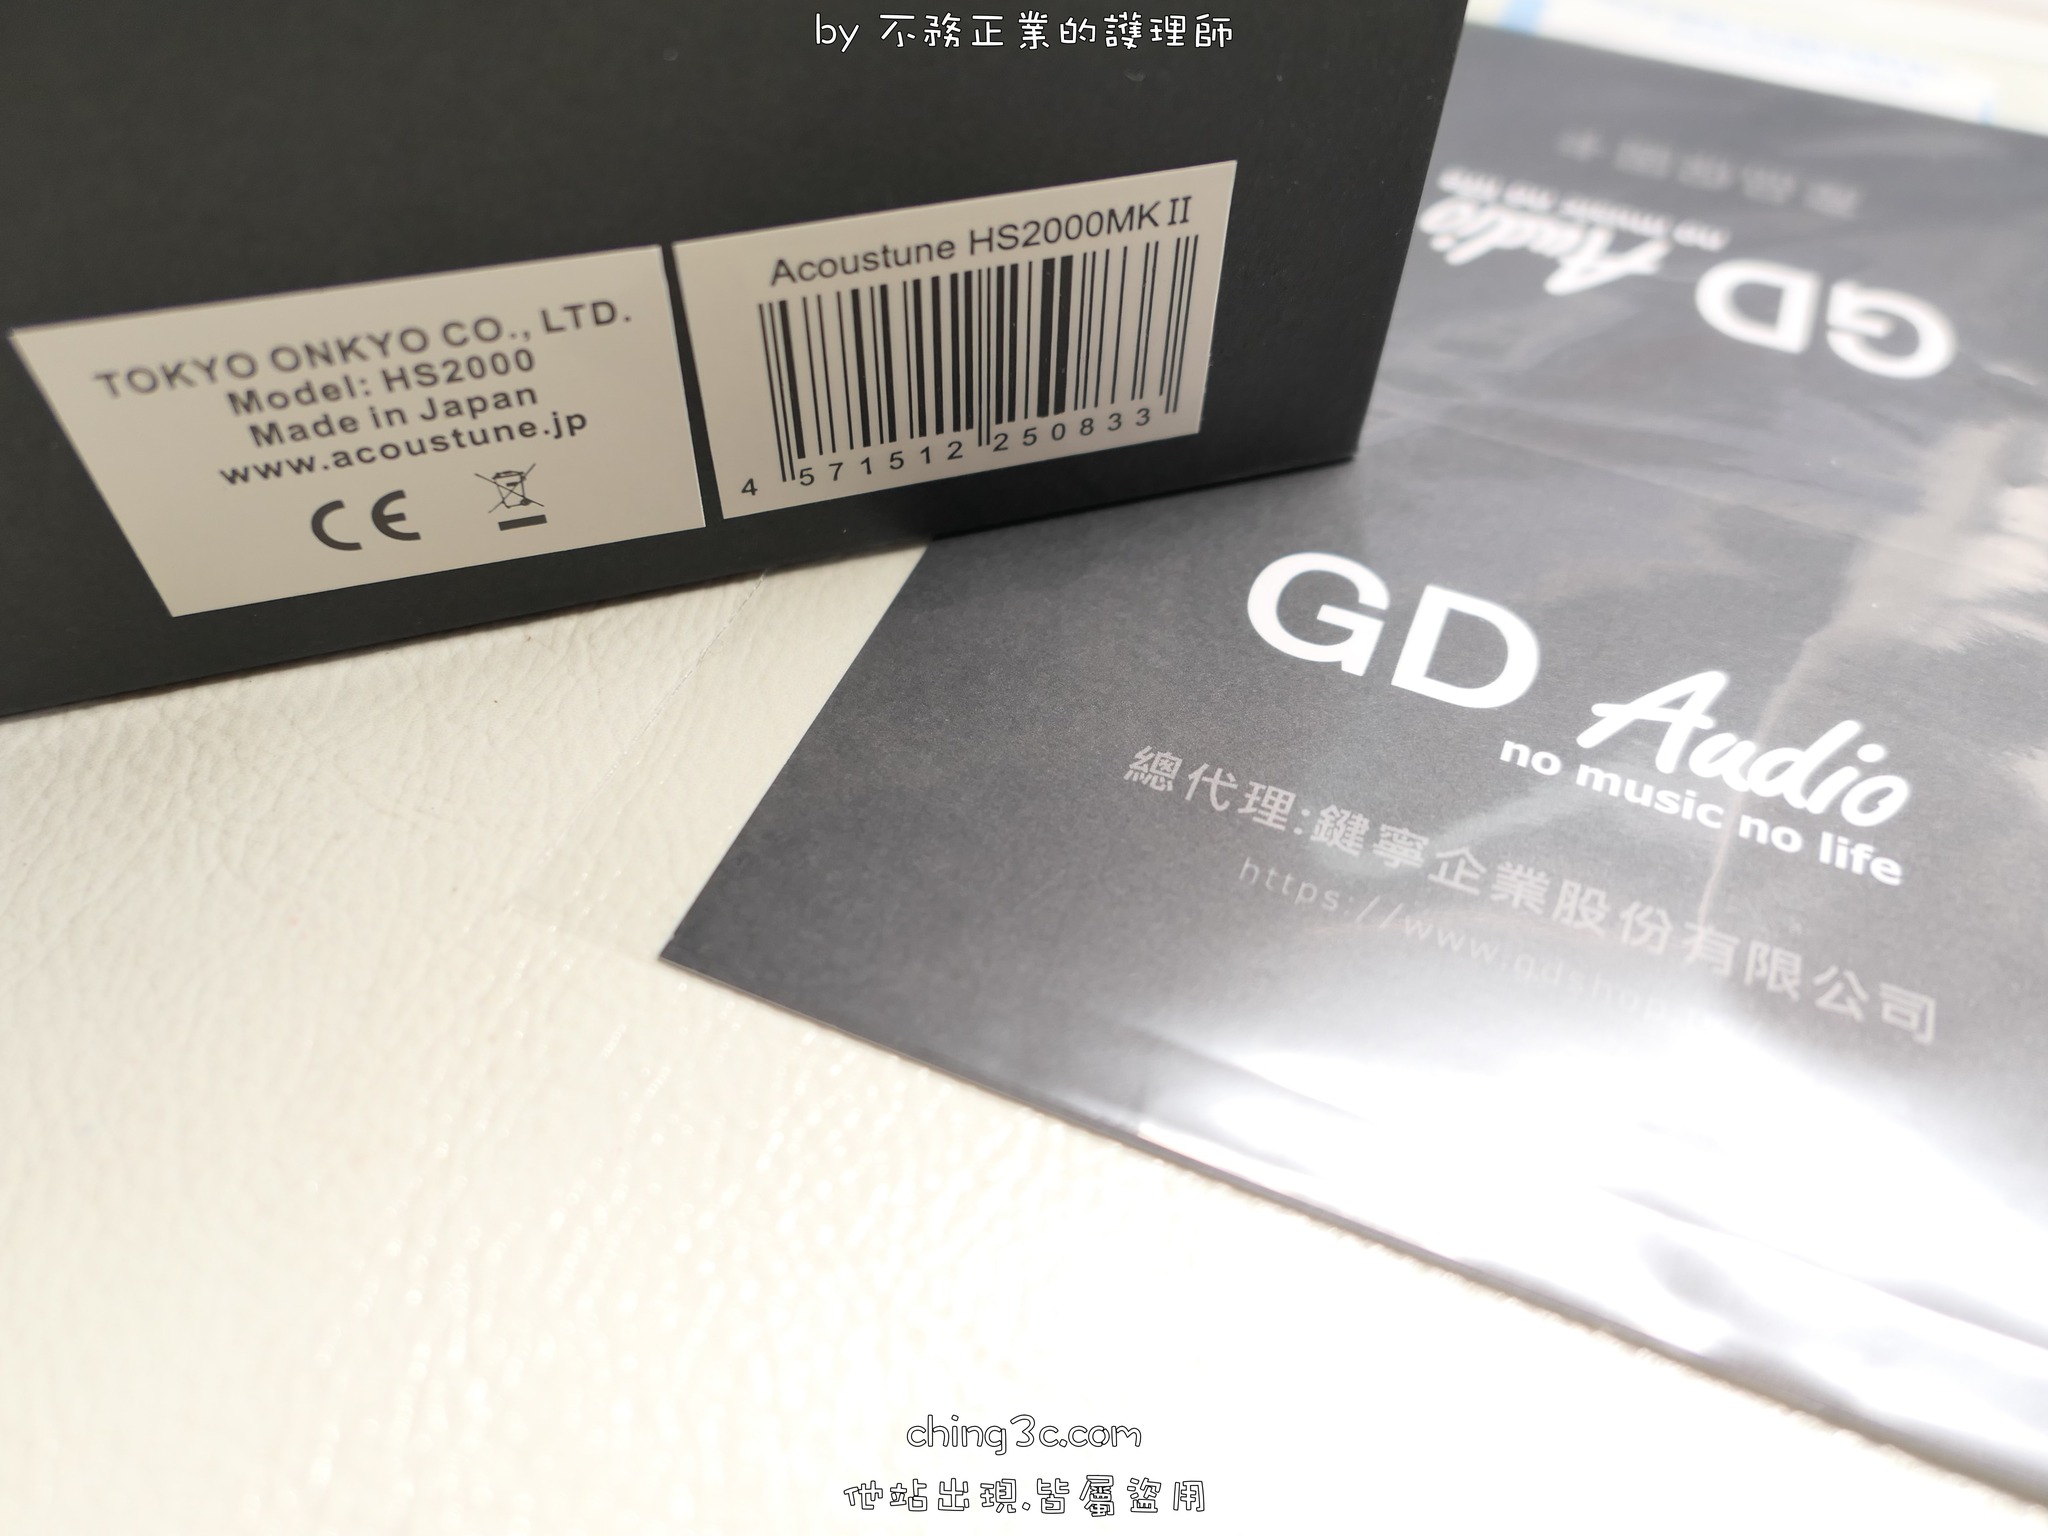 by 不務正業的護理師
Acoustune HS2000MKⅡ
4 571512 250833
TOKYO ONKYO CO., LTD.
Model: HS2000
Made in Japan
www.acoustune.jp
CE
GD Audio
no music no life
GD Audio
no music no life
總代理:鍵寧企業股份有限公司
https://www.gdshop
ching3c.com
他站出現.皆屬盜用